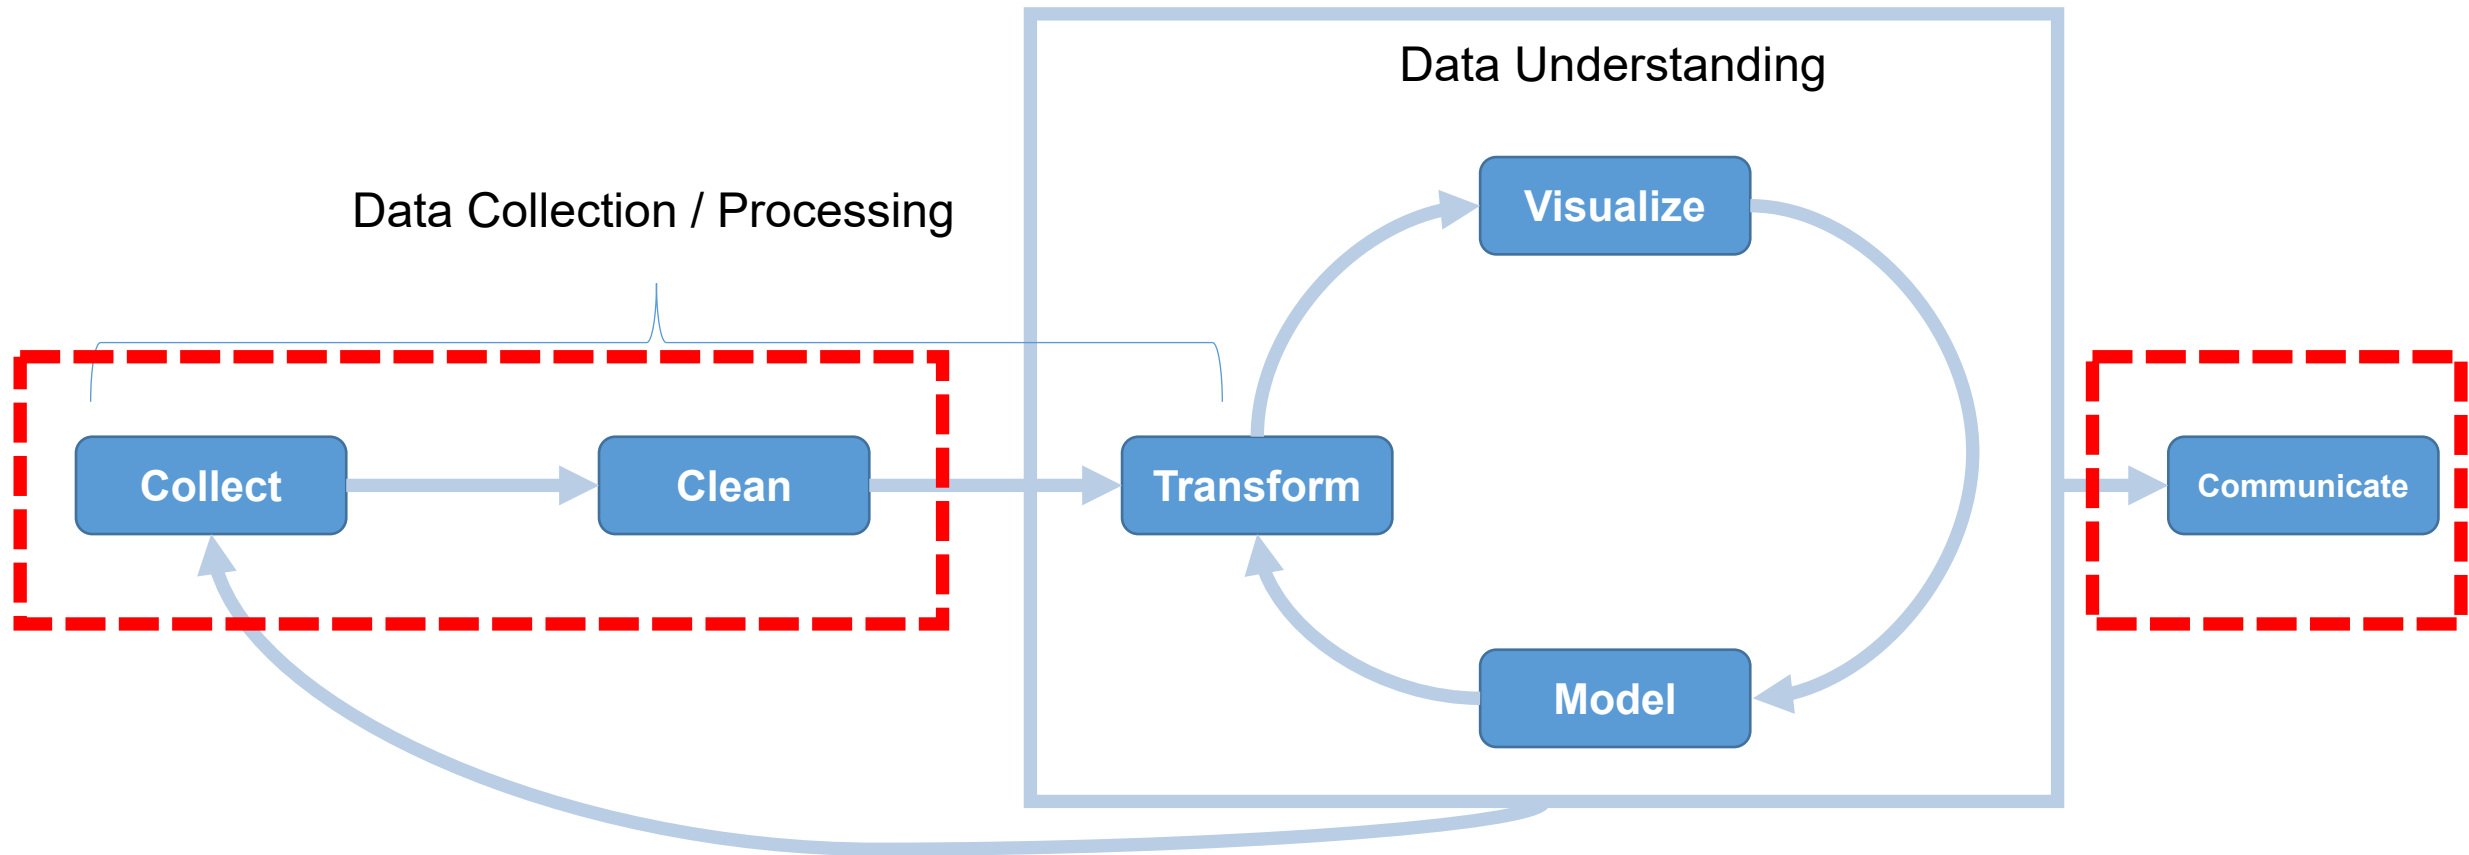 Data Understanding
Data Collection / Processing
Visualize
Collect
Clean
Transform
Communicate
Model